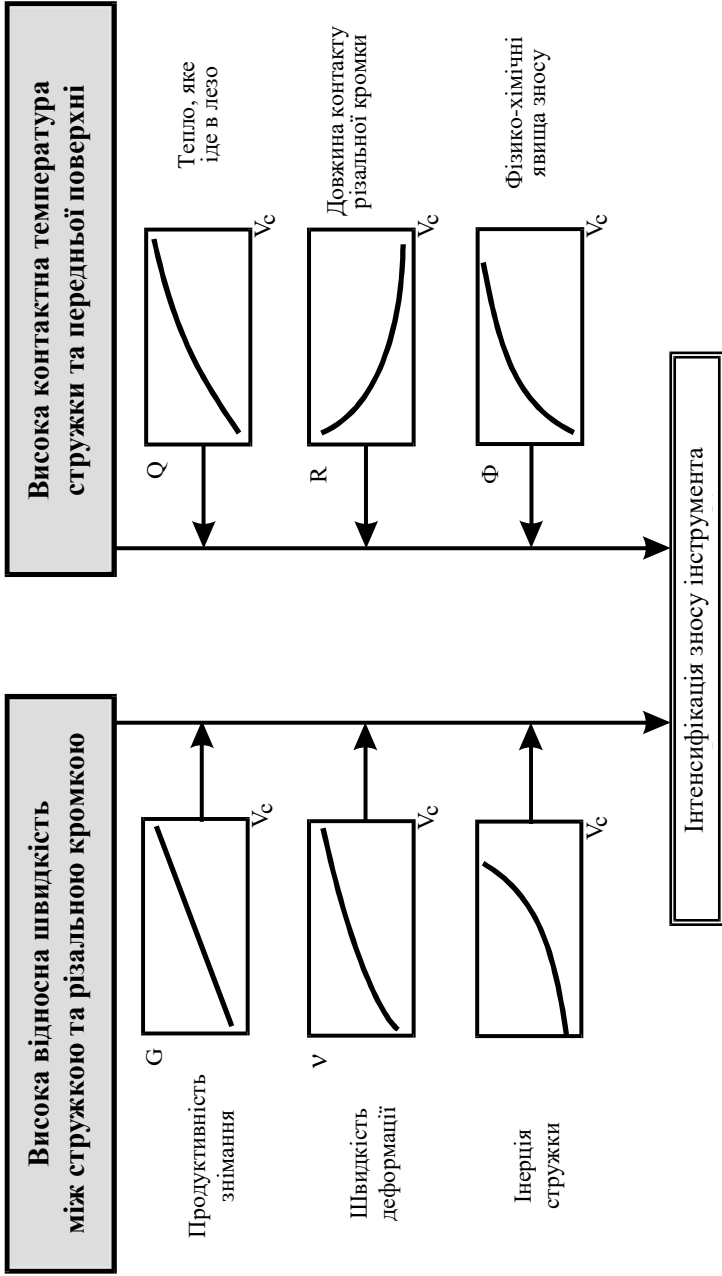 Висока відносна швидкість
між стружкою та різальною кромкою
Висока контактна температура
стружки та передньої поверхні
Продуктивність
знімання
G
Vc
Q
Vc
Тепло, яке
іде в лезо
Швидкість
деформації
ν
Vc
R
Vc
Довжина контакту
різальної кромки
Інерція
стружки
Vc
Ф
Vc
Фізико-хімічні
явища зносу
Інтенсифікація зносу інструмента